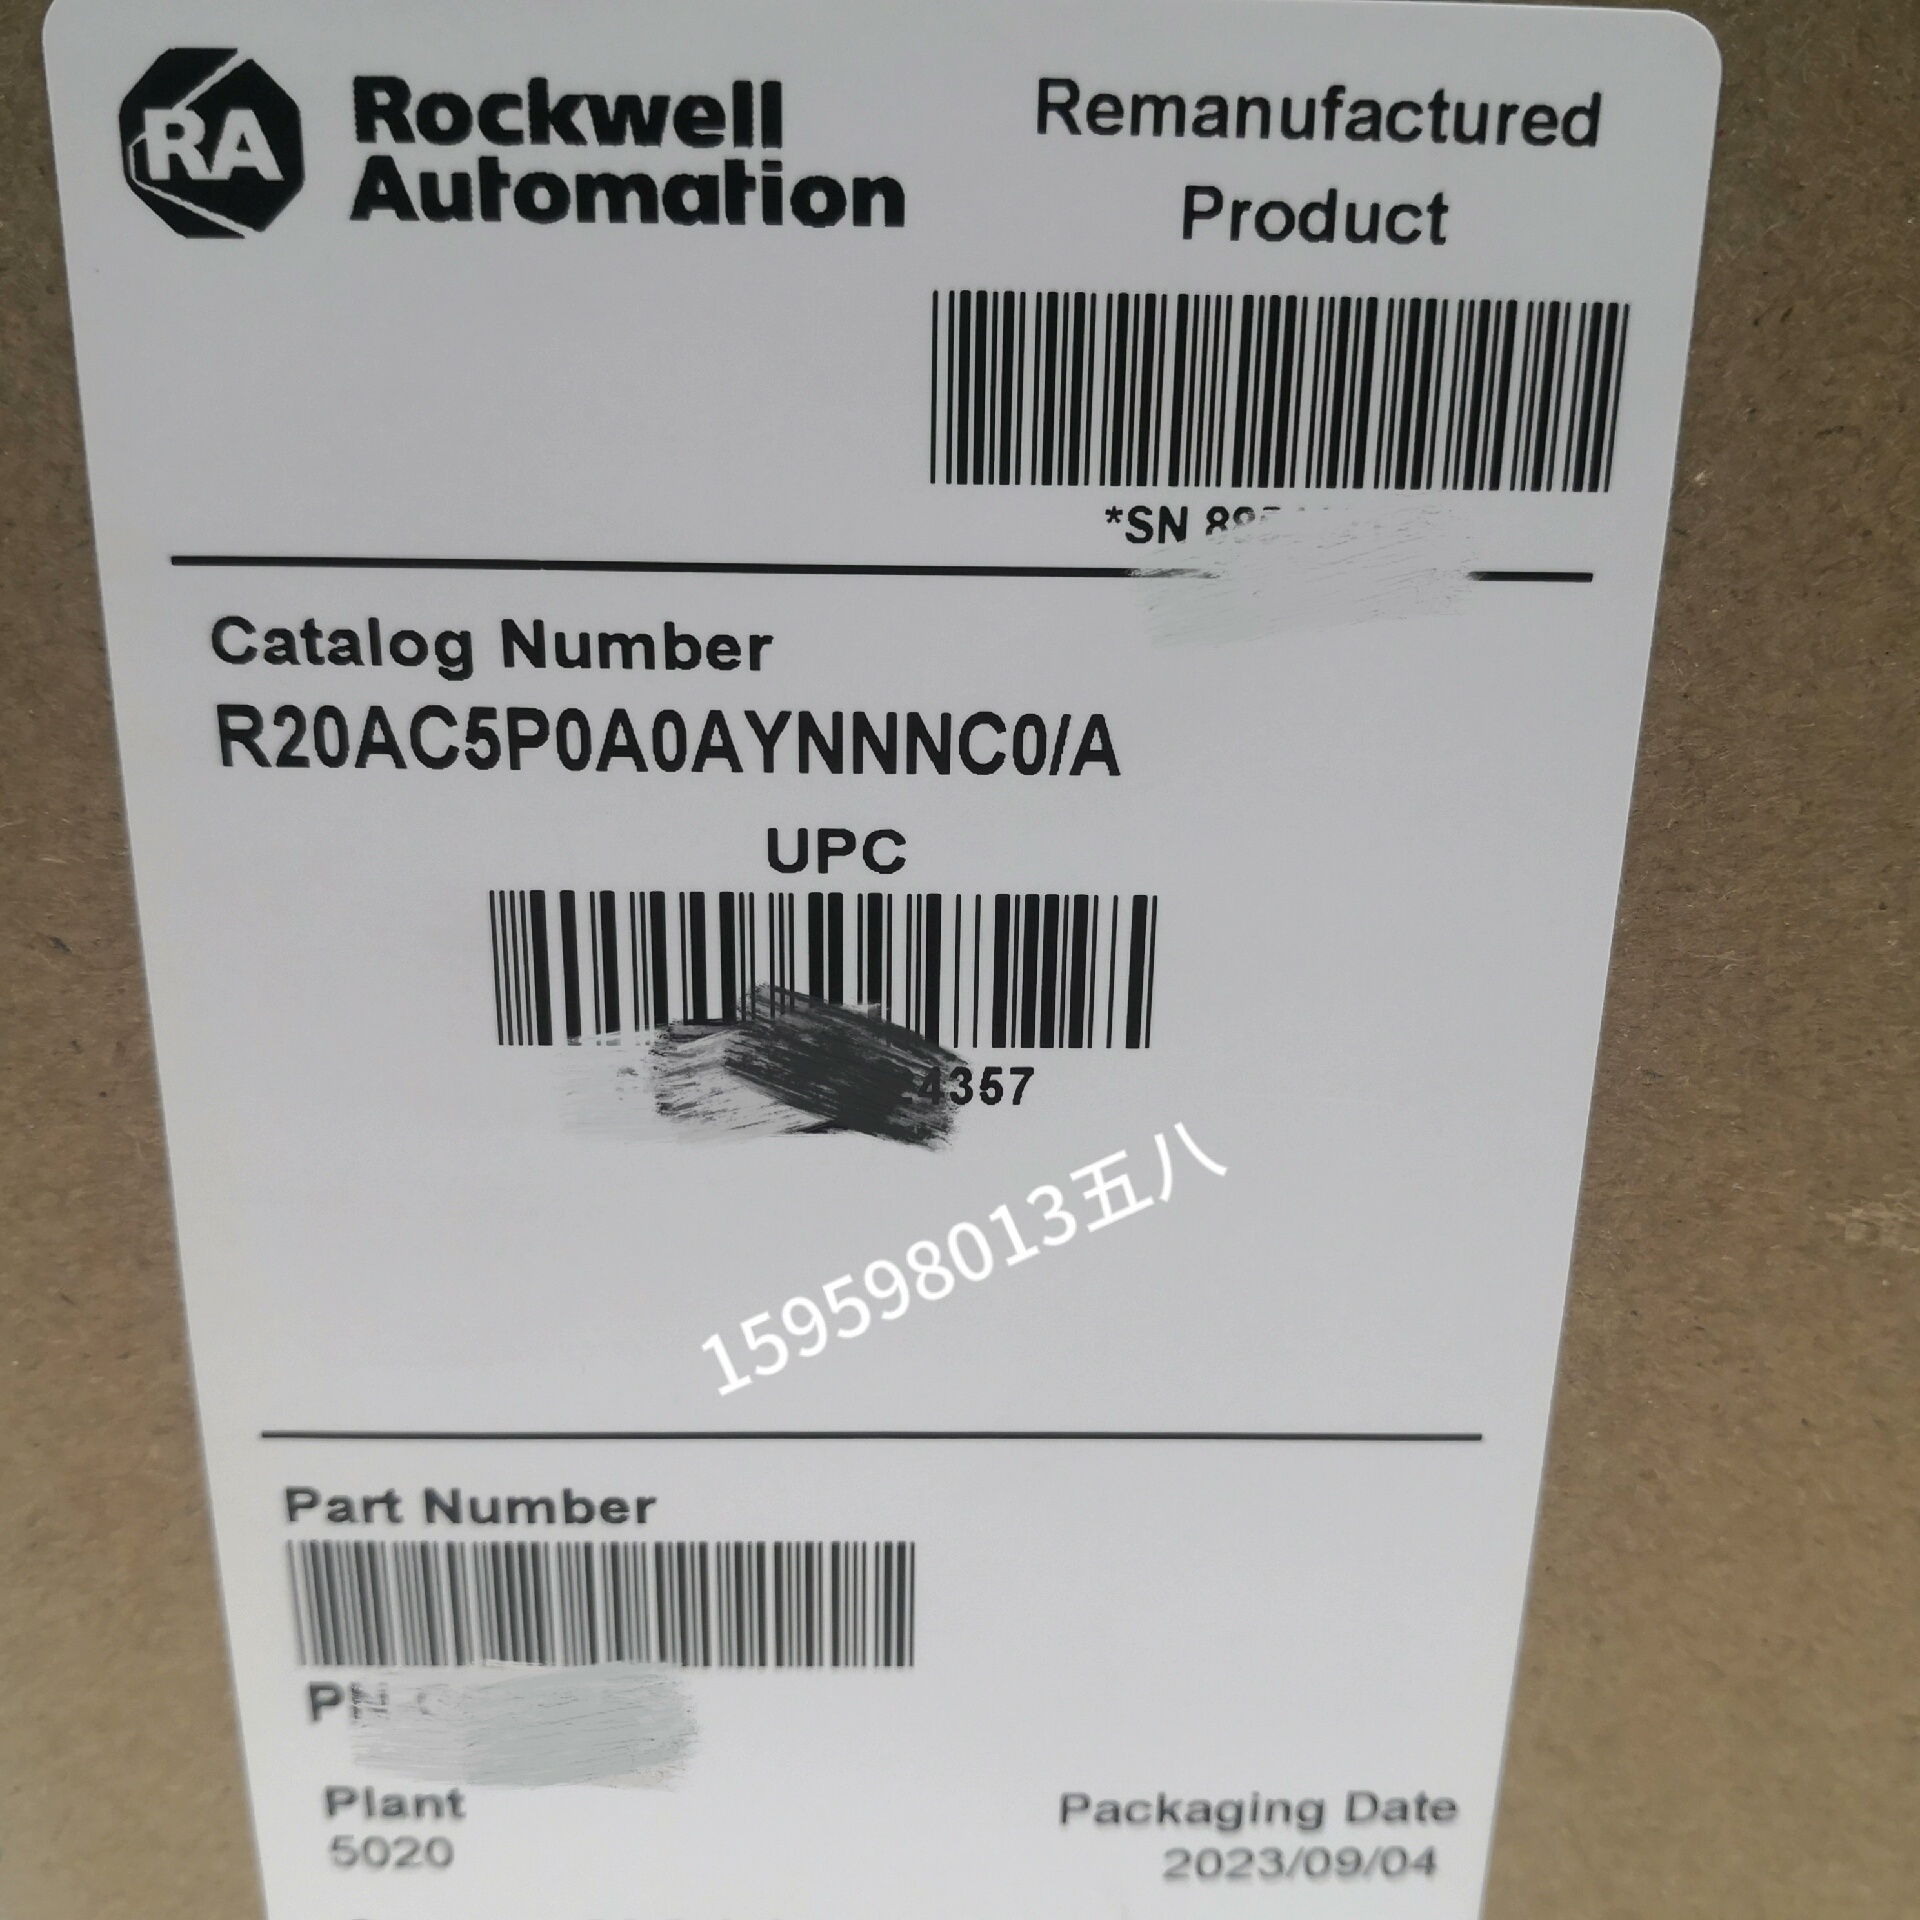 RA
Rockwell
Automation
Remanufactured
Product
*SN
Catalog Number
R20AC5P0A0AYNNNC0/A
UPC
4357
159598013五八
Part Number
Plant
5020
Packaging Date
2023/09/04